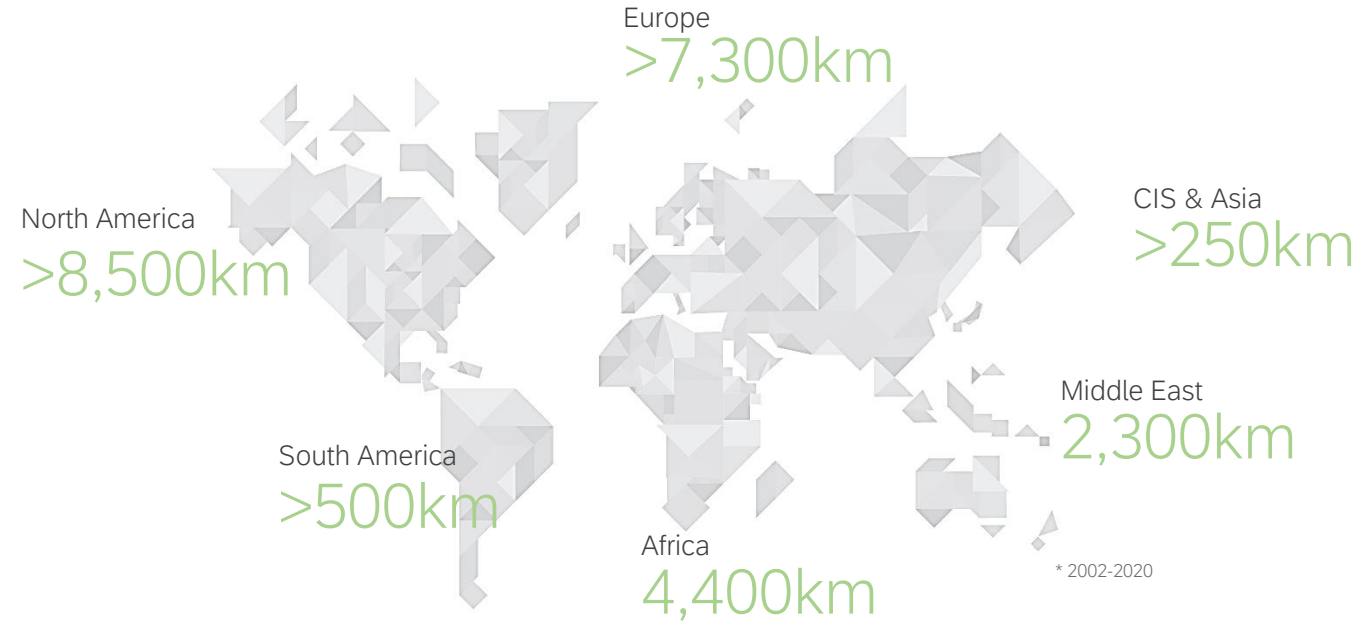 Europe
>7,300km
North America
>8,500km
CIS & Asia
>250km
Middle East
2,300km
South America
>500km
Africa
4,400km
* 2002-2020